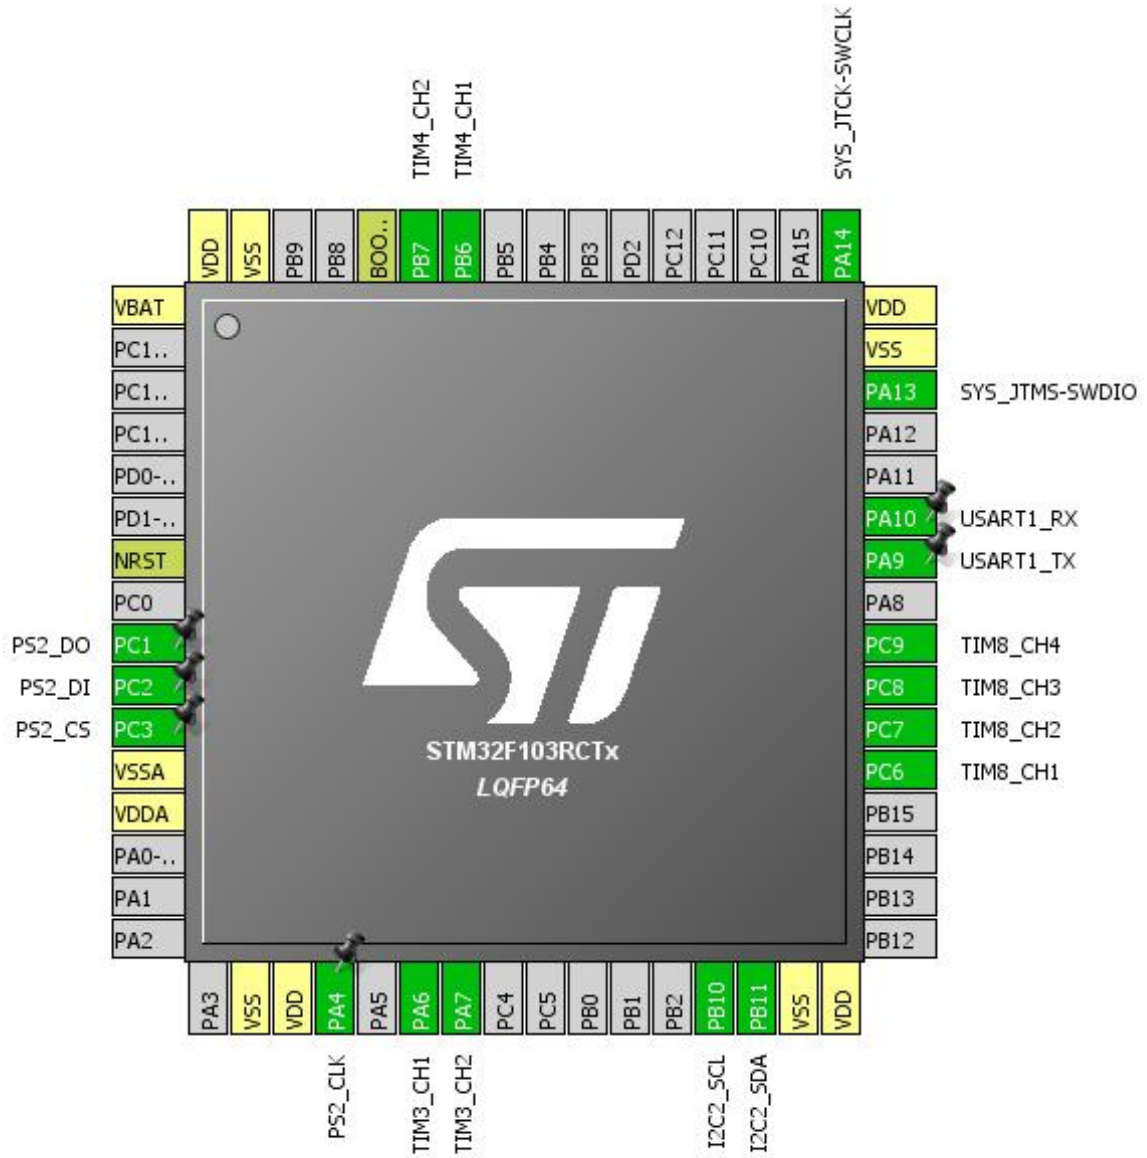 TIM4_CH2
TIM4_CH1
SYS_JTCK-SWCLK
VDD
VSS
PB9
PB8
BOO..
PB7
PB6
PB5
PB4
PB3
PD2
PC12
PC11
PC10
PA15
PA14
VBAT
PC1..
PC1..
PC1..
PD0-..
PD1-..
NRST
PC0
PS2_DO PC1
PS2_DI PC2
PS2_CS PC3
VSSA
VDDA
PA0-..
PA1
PA2
VDD
VSS
PA13 SYS_JTMS-SWDIO
PA12
PA11
PA10 USART1_RX
PA9 USART1_TX
PA8
PC9 TIM8_CH4
PC8 TIM8_CH3
PC7 TIM8_CH2
PC6 TIM8_CH1
PB15
PB14
PB13
PB12
ST
STM32F103RCTx
LQFP64
PA3
VSS
VDD
PA4
PA5
PA6
PA7
PC4
PC5
PB0
PB1
PB2
PB10
PB11
VSS
VDD
PS2_CLK
TIM3_CH1
TIM3_CH2
I2C2_SCL
I2C2_SDA